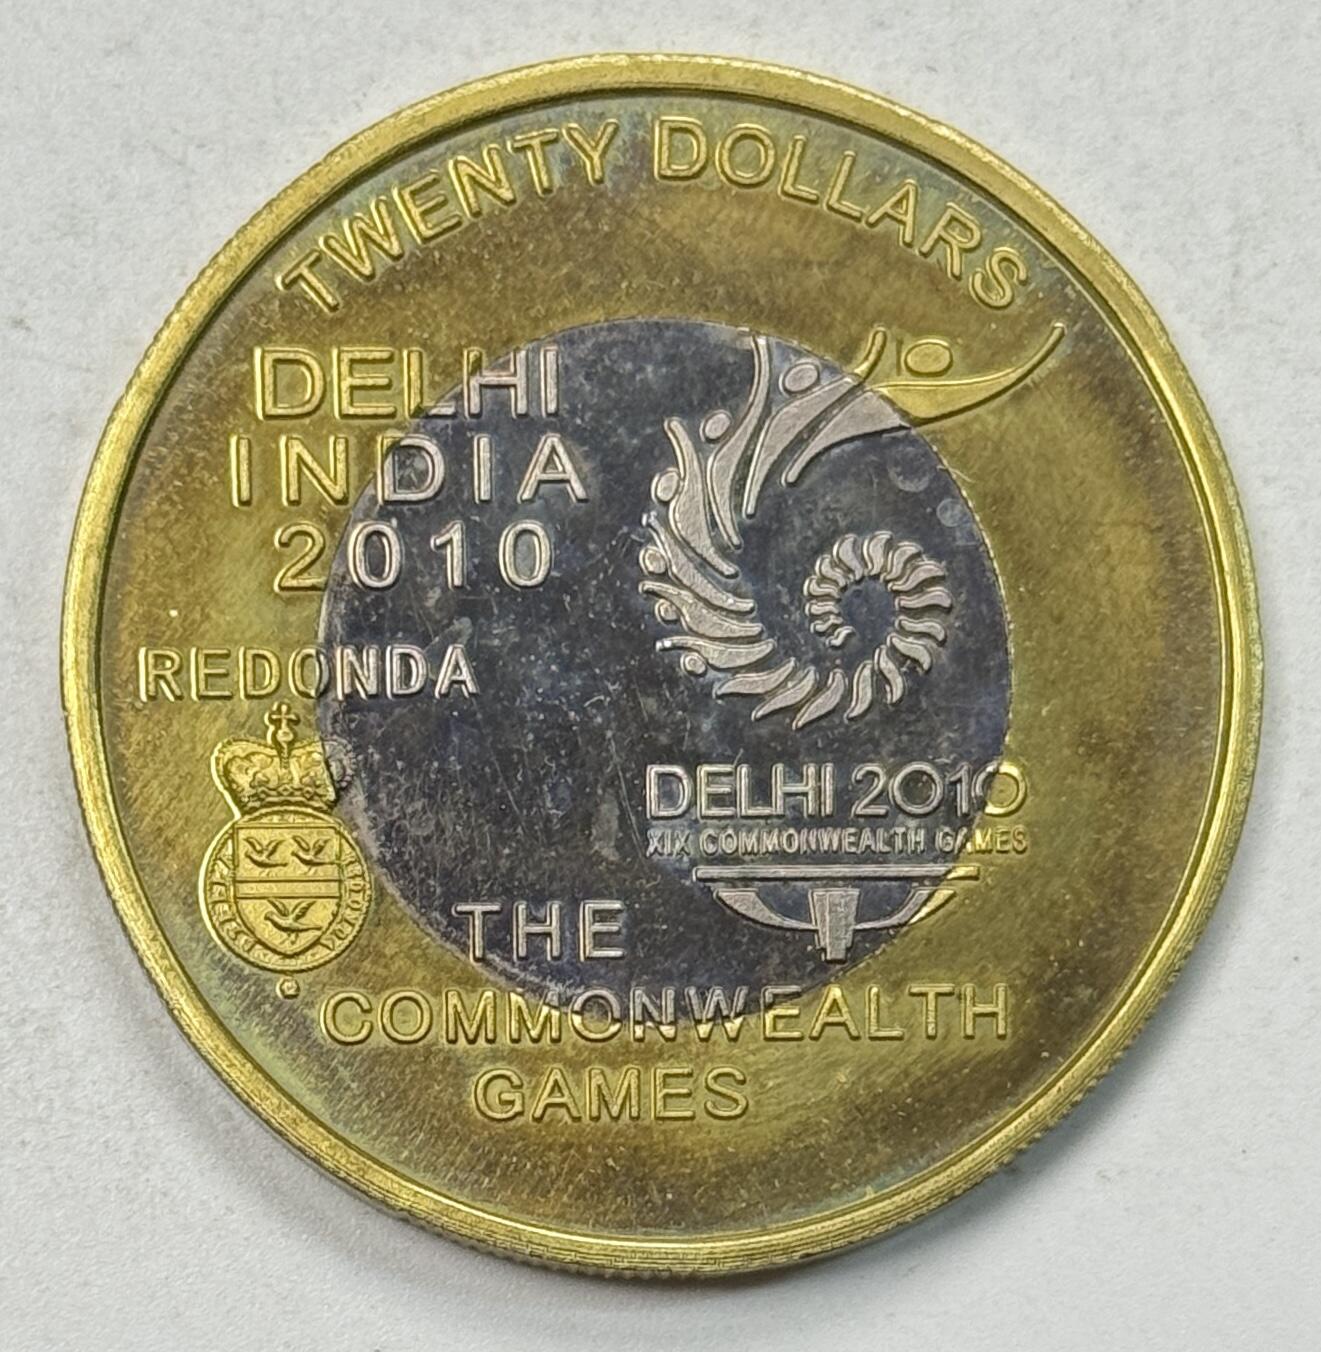 TWENTY DOLLARS
DELHI
INDIA
2010
REDONDA
DELHI 2010
XIX COMMONWEALTH GAMES
THE
COMMONWEALTH
GAMES